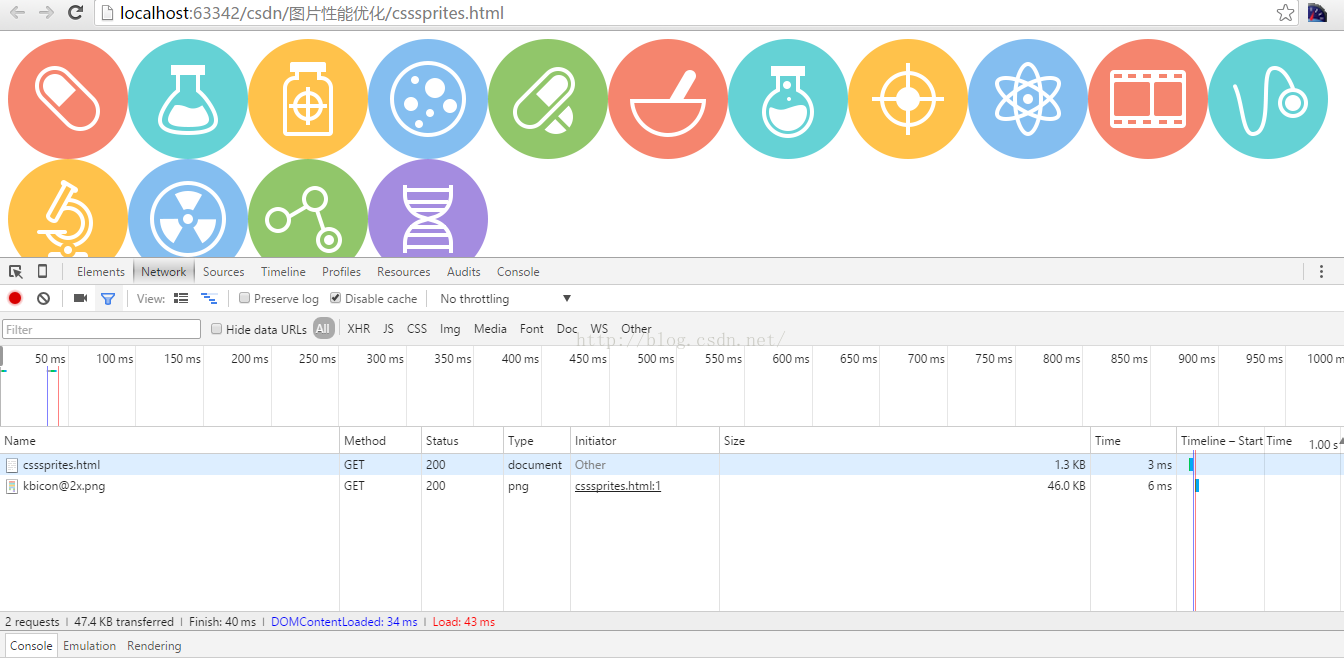 localhost:63342/csdn/图片性能优化/csssprites.html
Elements Network Sources Timeline Profiles Resources Audits Console
View: Preserve log Disable cache No throttling
Filter Hide data URLs All XHR JS CSS Img Media Font Doc WS Other
http://blog.csdn.net/
50 ms 100 ms 150 ms 200 ms 250 ms 300 ms 350 ms 400 ms 450 ms 500 ms 550 ms 600 ms 650 ms 700 ms 750 ms 800 ms 850 ms 900 ms 950 ms 1000 m
Name Method Status Type Initiator Size Time Timeline – Start Time 1.00 s
csssprites.html GET 200 document Other 1.3 KB 3 ms
kbicon@2x.png GET 200 png csssprites.html:1 46.0 KB 6 ms
2 requests I 47.4 KB transferred I Finish: 40 ms I DOMContentLoaded: 34 ms I Load: 43 ms
Console Emulation Rendering